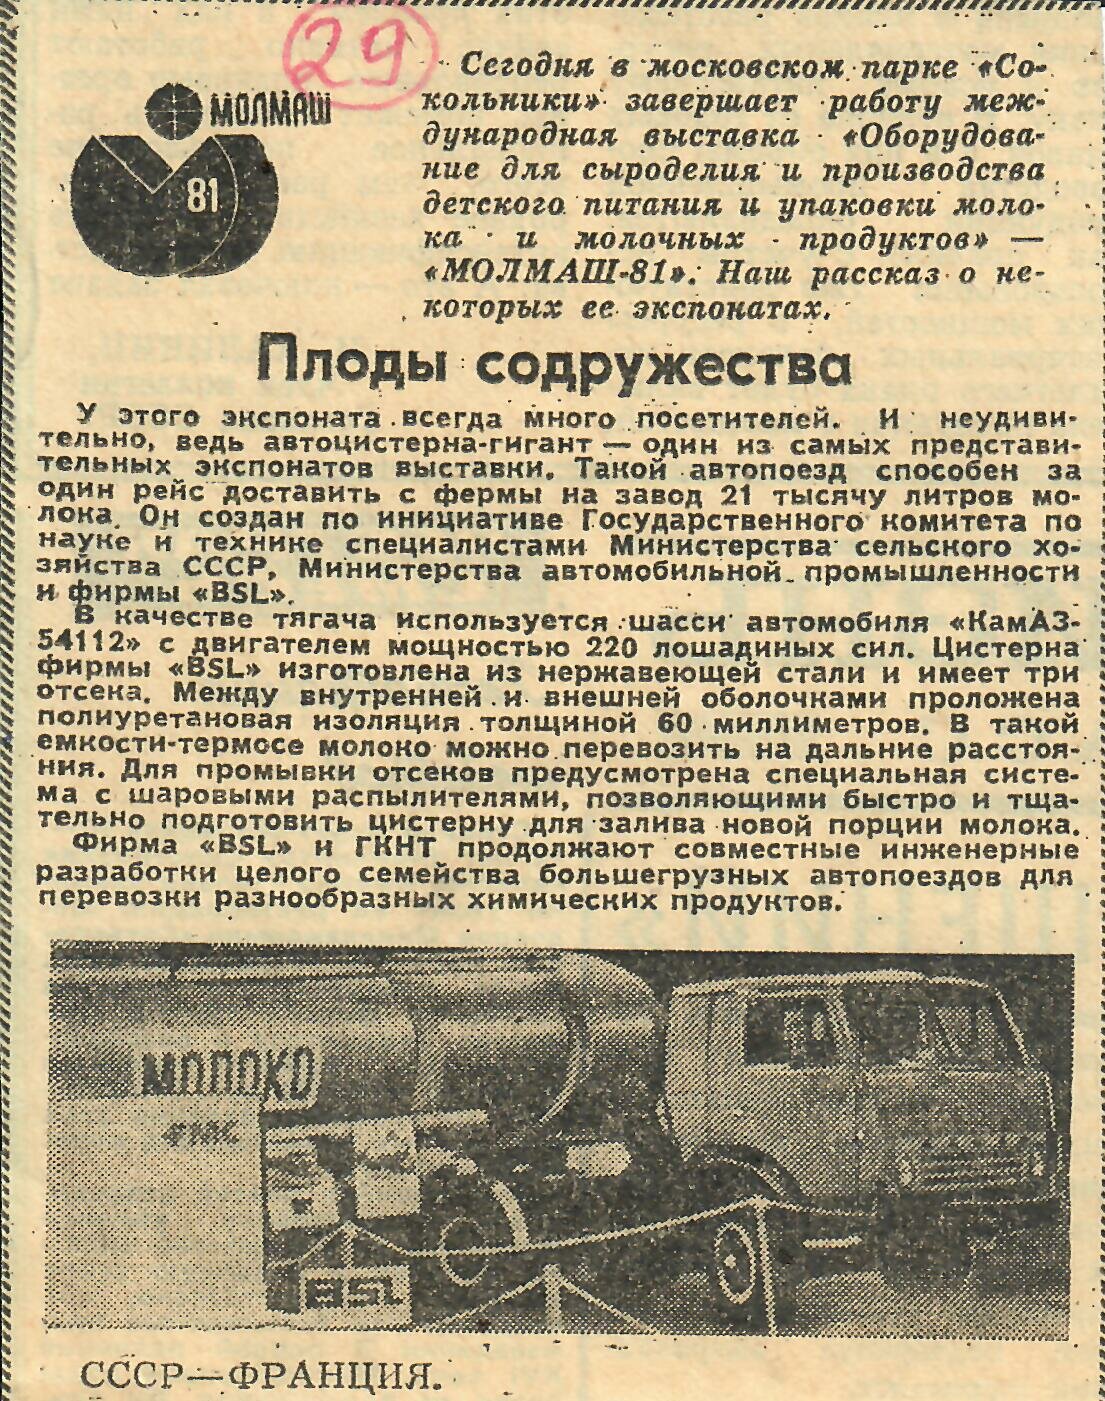 29
МОЛМАШ
81
Сегодня в московском парке «Со-
кольники» завершает работу меж-
дународная выставка «Оборудова-
ние для сыроделия и производства
детского питания и упаковки моло-
ка и молочных продуктов» —
«МОЛМАШ-81». Наш рассказ о не-
которых ее экспонатах.
Плоды содружества
У этого экспоната всегда много посетителей. И неудиви-
тельно, ведь автоцистерна-гигант — один из самых представи-
тельных экспонатов выставки. Такой автопоезд способен за
один рейс доставить с фермы на завод 21 тысячу литров мо-
лока. Он создан по инициативе Государственного комитета по
науке и технике специалистами Министерства сельского хо-
зяйства СССР, Министерства автомобильной промышленности
и фирмы «BSL».
В качестве тягача используется шасси автомобиля «КамАЗ-
54112» с двигателем мощностью 220 лошадиных сил. Цистерна
фирмы «BSL» изготовлена из нержавеющей стали и имеет три
отсека. Между внутренней и внешней оболочками проложена
полиуретановая изоляция толщиной 60 миллиметров. В такой
емкости-термосе молоко можно перевозить на дальние расстоя-
ния. Для промывки отсеков предусмотрена специальная систе-
ма с шаровыми распылителями, позволяющими быстро и тща-
тельно подготовить цистерну для залива новой порции молока.
Фирма «BSL» и ГКНТ продолжают совместные инженерные
разработки целого семейства большегрузных автопоездов для
перевозки разнообразных химических продуктов.
МОЛОКО
BSL
СССР—ФРАНЦИЯ.